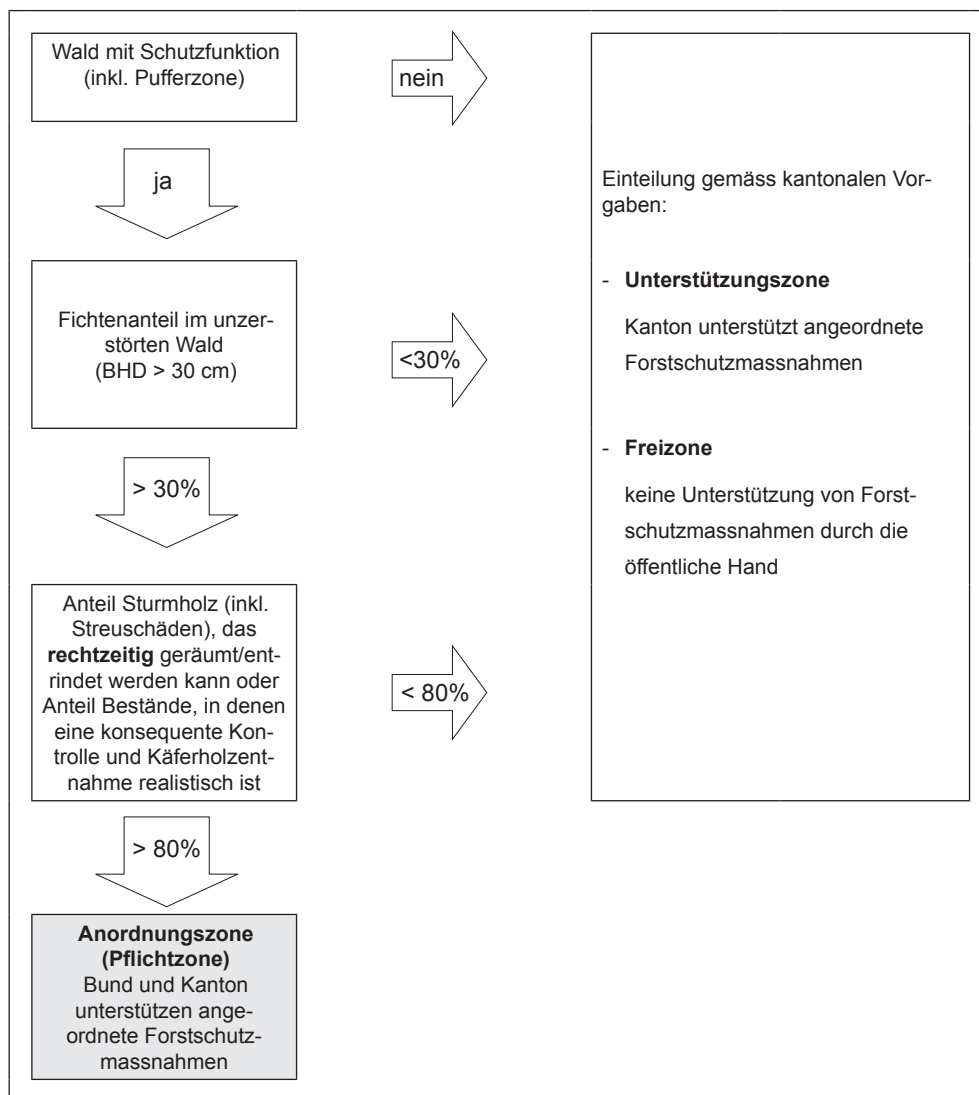 Wald mit Schutzfunktion
(inkl. Pufferzone)
nein
ja
Fichtenanteil im unzer-
störten Wald
(BHD > 30 cm)
<30%
> 30%
Anteil Sturmholz (inkl.
Streuschäden), das
rechtzeitig geräumt/ent-
rindet werden kann oder
Anteil Bestände, in denen
eine konsequente Kon-
trolle und Käferholzent-
nahme realistisch ist
< 80%
> 80%
Anordnungszone
(Pflichtzone)
Bund und Kanton
unterstützen ange-
ordnete Forstschutz-
massnahmen
Einteilung gemäss kantonalen Vor-
gaben:
- Unterstützungszone
Kanton unterstützt angeordnete
Forstschutzmassnahmen
- Freizone
keine Unterstützung von Forst-
schutzmassnahmen durch die
öffentliche Hand